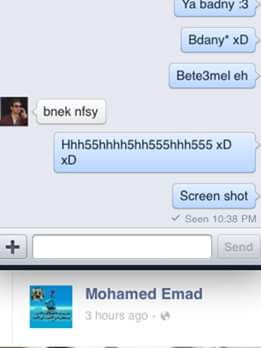 Ya badny :3
Bdany* xD
Bete3mel eh
bnek nfsy
Hhh55hhhh5hh555hhh555 xD
xD
Screen shot
Seen 10:38 PM
Send
Mohamed Emad
3 hours ago